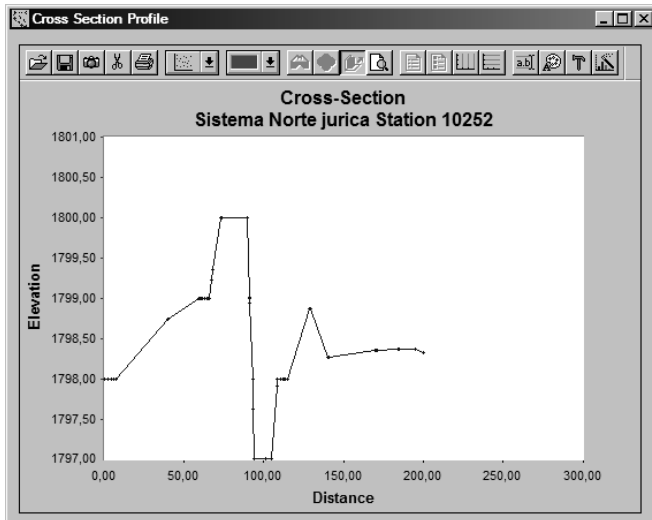 Cross Section Profile
a.b
Cross-Section
Sistema Norte jurica Station 10252
Elevation
1801,00
1800,50
1800,00
1799,50
1799,00
1798,50
1798,00
1797,50
1797,00
0,00 50,00 100,00 150,00 200,00 250,00 300,00
Distance